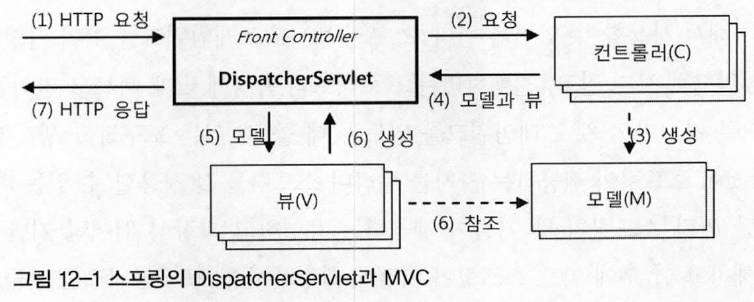 (1) HTTP 요청
Front Controller
DispatcherServlet
(2) 요청
컨트롤러(C)
(7) HTTP 응답
(4) 모델과 뷰
(5) 모델
(6) 생성
(3) 생성
뷰(V)
(6) 참조
모델(M)
그림 12-1 스프링의 DispatcherServlet과 MVC